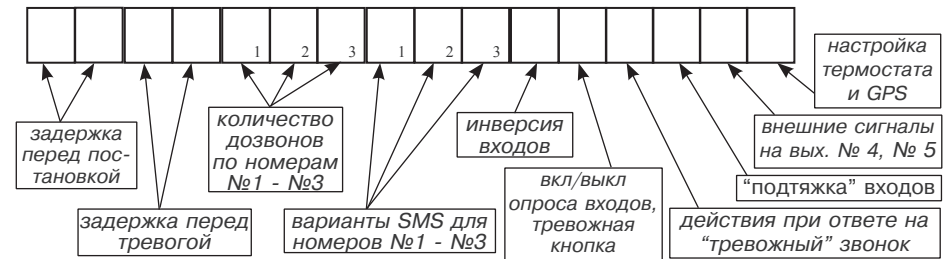 1 2 3 1 2 3
настройка
термостата
и GPS
задержка
перед пос-
тановкой
количество
дозвонов
по номерам
№1 - №3
инверсия
входов
внешние сигналы
на вых. № 4, № 5
вкл/выкл
опроса входов,
тревожная
кнопка
“подтяжка” входов
задержка перед
тревогой
варианты SMS для
номеров №1 - №3
действия при ответе на
“тревожный” звонок